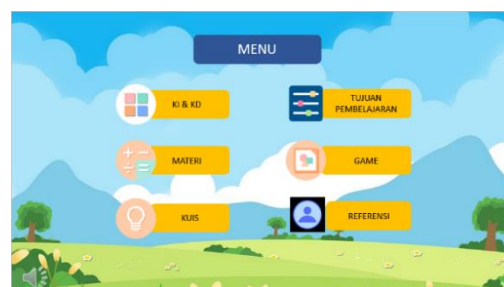 MENU
KI & KD
TUJUAN
PEMBELAJARAN
MATERI
GAME
KUIS
REFERENSI